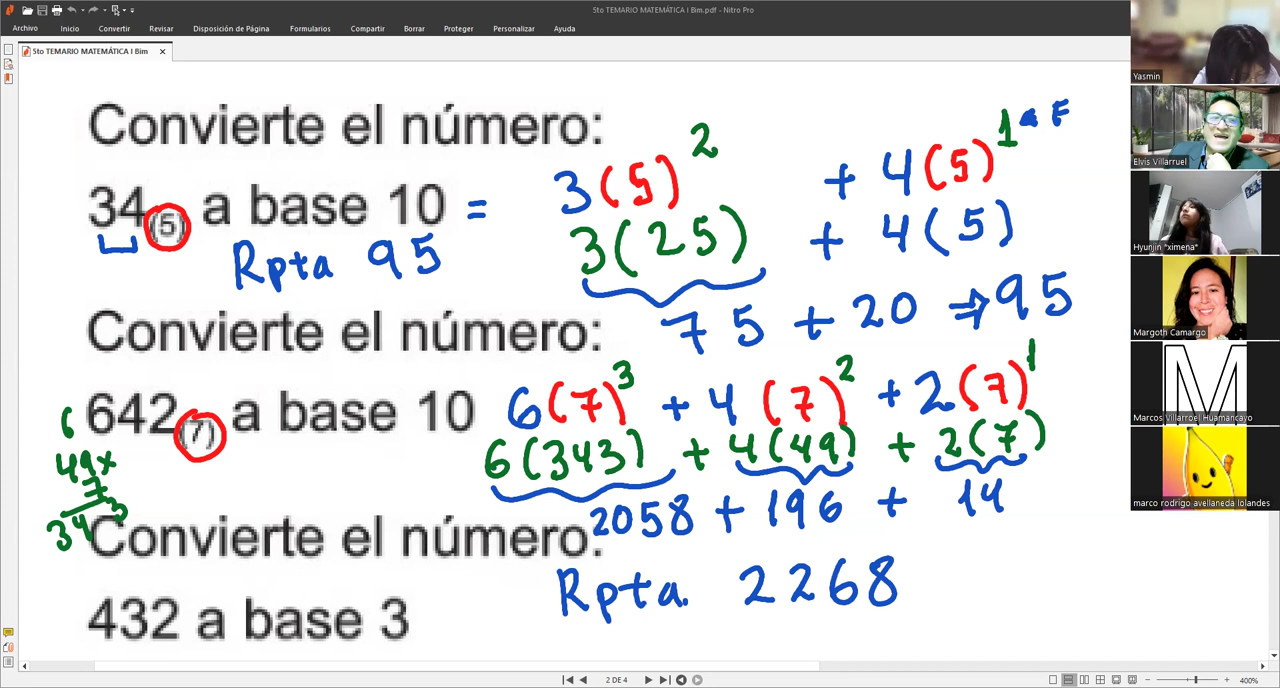 5to TEMARIO MATEMÁTICA I Bim.pdf - Nitro Pro
Archivo Inicio Convertir Revisar Disposición de Página Formularios Compartir Borrar Proteger Personalizar Ayuda
5to TEMARIO MATEMÁTICA I Bim
Convierte el número:
34(5) a base 10 = 3(5)² + 4(5)¹
3(25) + 4(5)
Rpta 95
75 + 20 → 95
Convierte el número:
642(7) a base 10
6(7)³ + 4(7)² + 2(7)¹
6(343) + 4(49) + 2(7)
2058 + 196 + 14
Rpta. 2268
6
49x
7
343
Convierte el número:
432 a base 3
Yasmin
Elvis Villarruel
Hyunjin *ximena*
Margoth Camargo
M
Marcos Villarroel Huamancayo
marco rodrigo avellaneda lolandes
2 DE 4
400%